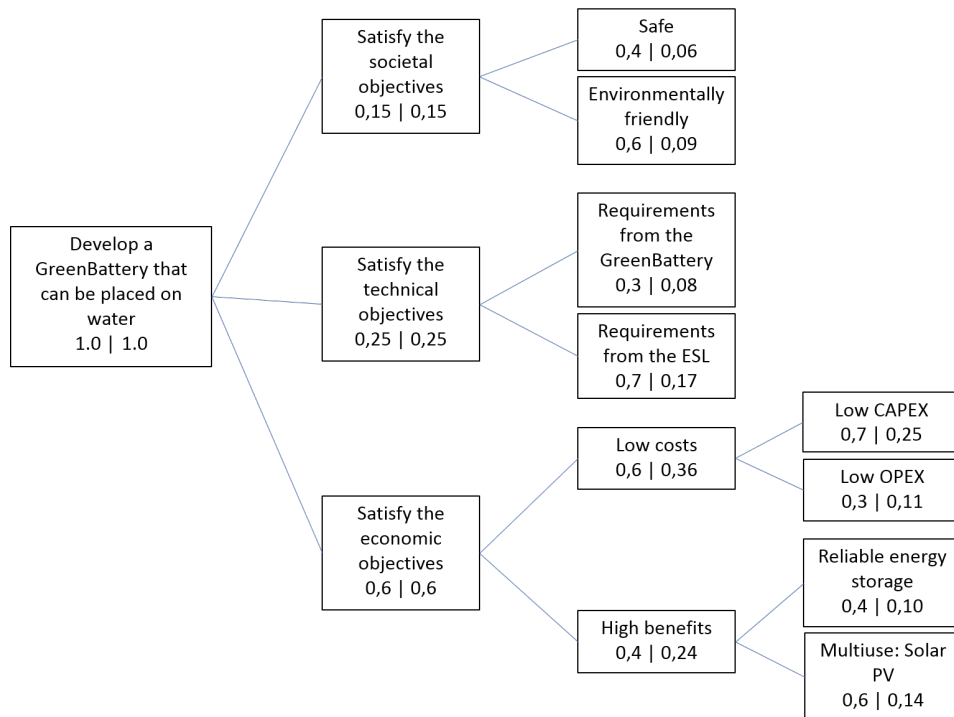 Develop a
GreenBattery that
can be placed on
water
1.0 | 1.0
Satisfy the
societal
objectives
0,15 | 0,15
Safe
0,4 | 0,06
Environmentally
friendly
0,6 | 0,09
Satisfy the
technical
objectives
0,25 | 0,25
Requirements
from the
GreenBattery
0,3 | 0,08
Requirements
from the ESL
0,7 | 0,17
Satisfy the
economic
objectives
0,6 | 0,6
Low costs
0,6 | 0,36
Low CAPEX
0,7 | 0,25
Low OPEX
0,3 | 0,11
High benefits
0,4 | 0,24
Reliable energy
storage
0,4 | 0,10
Multiuse: Solar
PV
0,6 | 0,14